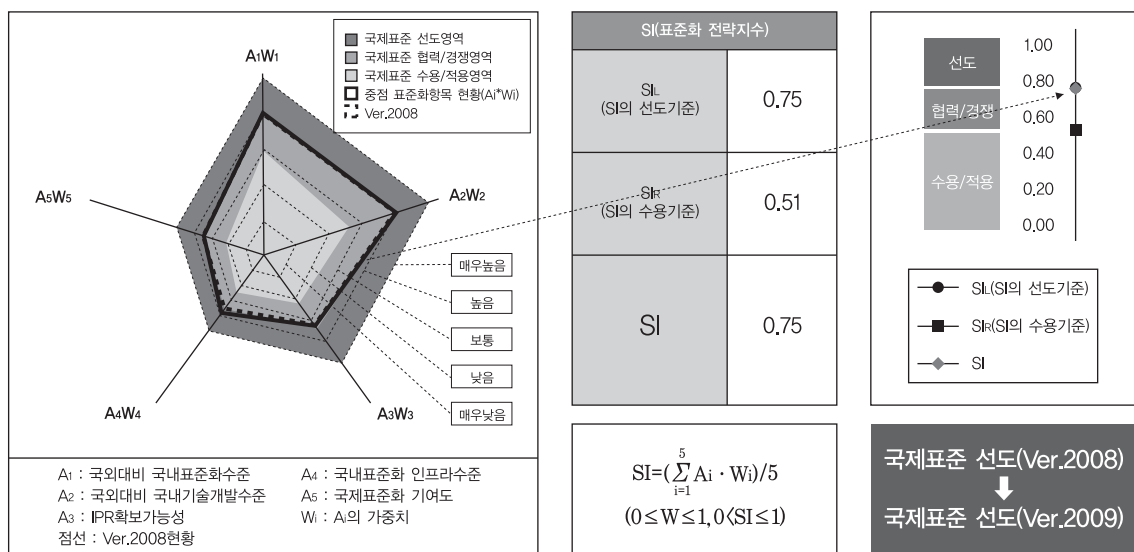 국제표준 선도영역
국제표준 협력/경쟁영역
국제표준 수용/적용영역
중점 표준화항목 현황(Ai*Wi)
Ver.2008
A1W1
A2W2
A3W3
A4W4
A5W5
매우높음
높음
보통
낮음
매우낮음
A1 : 국외대비 국내표준화수준
A2 : 국외대비 국내기술개발수준
A3 : IPR확보가능성
점선 : Ver.2008현황
A4 : 국내표준화 인프라수준
A5 : 국제표준화 기여도
Wi : Ai의 가중치
SI(표준화 전략지수)
SIL
(SI의 선도기준)
0.75
SIR
(SI의 수용기준)
0.51
SI
0.75
SI=(∑Ai · Wi)/5
5
i=1
(0≤W≤1, 0<SI≤1)
선도
협력/경쟁
수용/적용
1.00
0.80
0.60
0.40
0.20
0.00
SIL(SI의 선도기준)
SIR(SI의 수용기준)
SI
국제표준 선도(Ver.2008)
국제표준 선도(Ver.2009)